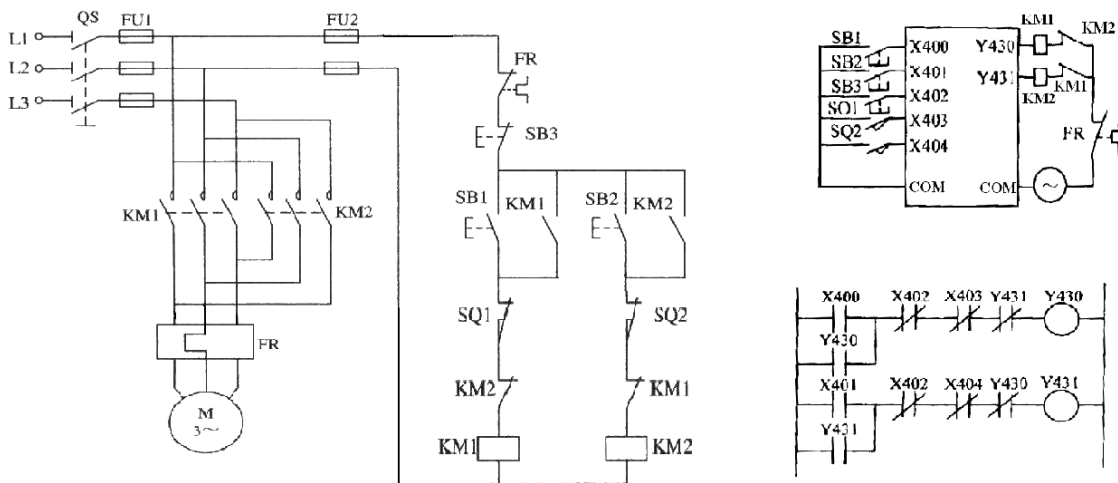 QS FU1 FU2
L1
L2
L3
FR
SB3
KM1 KM2
SB1 KM1 SB2 KM2
SQ1 SQ2
KM2 KM1
KM1 KM2
FR
M
3~
SB1 X400 Y430 KM1 KM2
SB2 X401 Y431 KM2 KM1
SB3 X402
SO1 X403
SQ2 X404
FR
COM COM
~
X400 X402 X403 Y431 Y430
Y430
X401 X402 X404 Y430 Y431
Y431